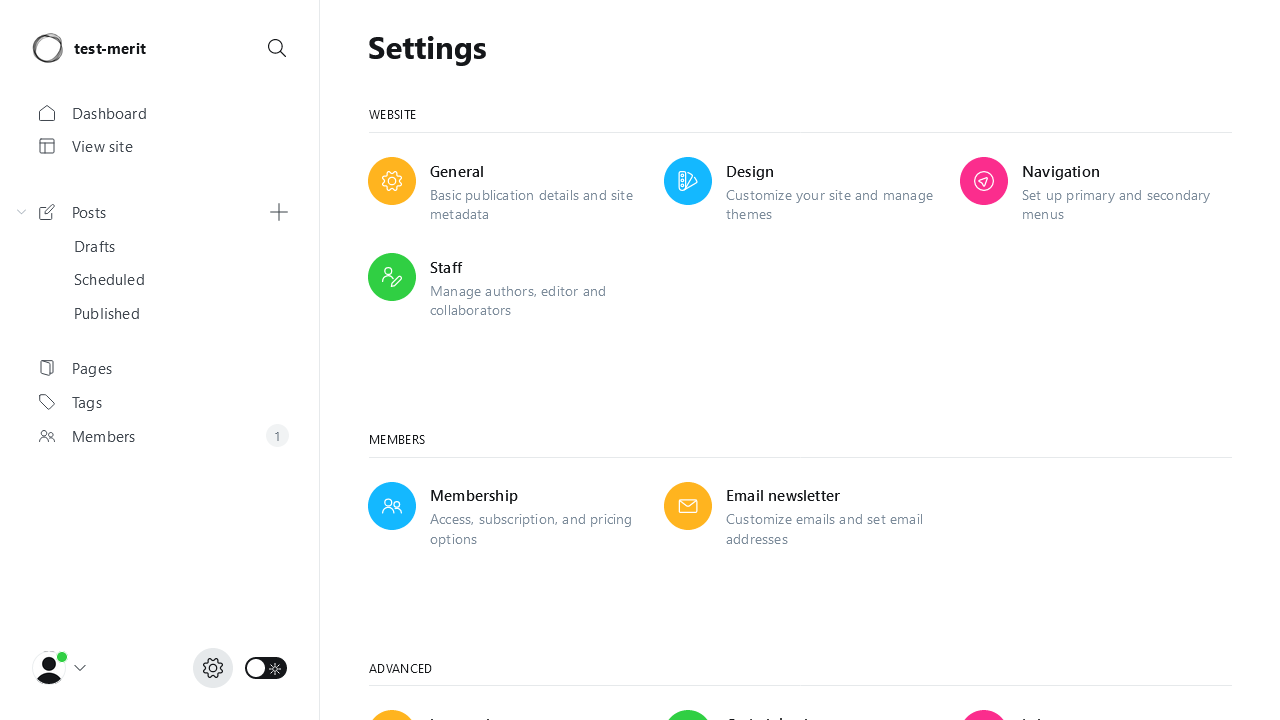 test-merit
Dashboard
View site
Posts
Drafts
Scheduled
Published
Pages
Tags
Members
1
Settings
WEBSITE
General
Basic publication details and site
metadata
Design
Customize your site and manage
themes
Navigation
Set up primary and secondary
menus
Staff
Manage authors, editor and
collaborators
MEMBERS
Membership
Access, subscription, and pricing
options
Email newsletter
Customize emails and set email
addresses
ADVANCED